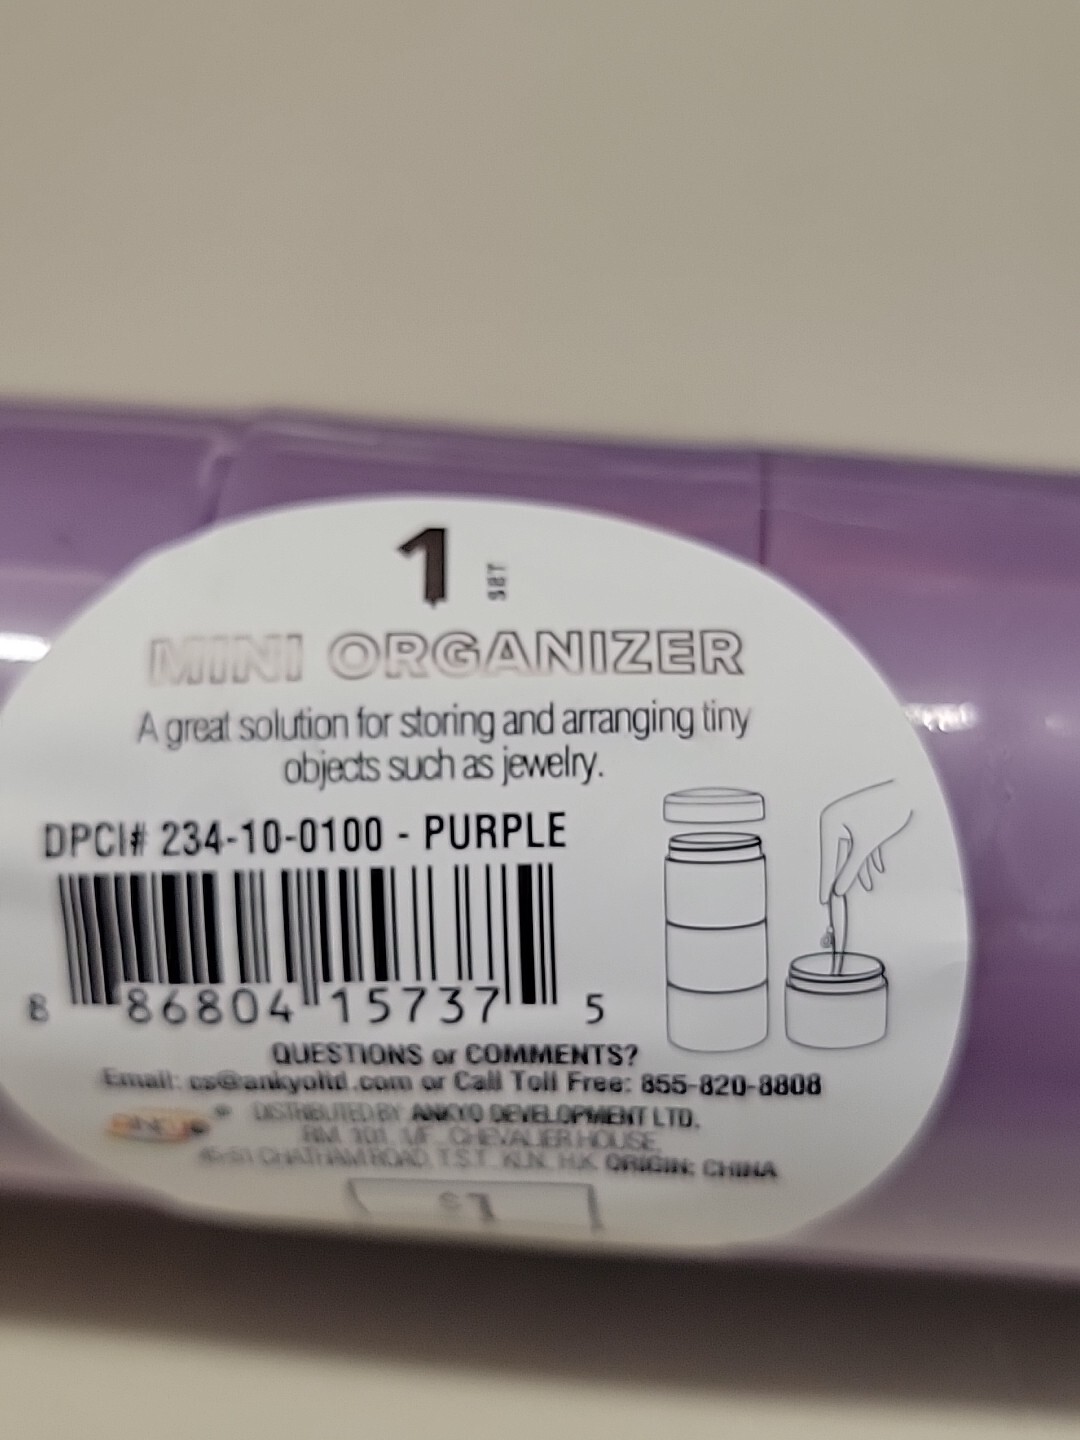 1 SET
MINI ORGANIZER
A great solution for storing and arranging tiny
objects such as jewelry.
DPCI# 234-10-0100 - PURPLE
8 86804 15737 5
QUESTIONS or COMMENTS?
Email: cs@ankyoltd.com or Call Toll Free: 855-820-8808
DISTRIBUTED BY ANKYO DEVELOPMENT LTD.
RM. 101, 1/F., CHEVALIER HOUSE,
45-51 CHATHAM ROAD, T.S.T. KLN. H.K. ORIGIN: CHINA
$1